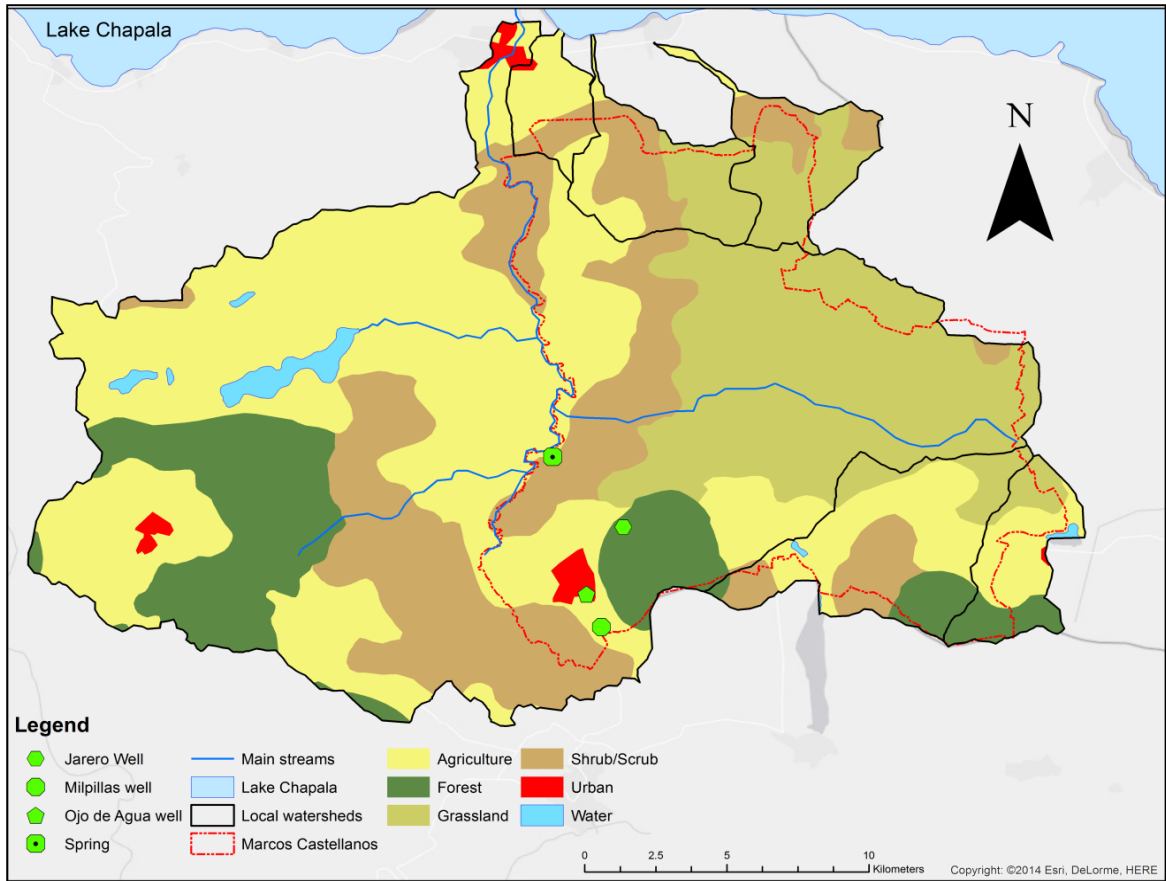 Lake Chapala
N
Legend
Jarero Well
Milpillas well
Ojo de Agua well
Spring
Main streams
Lake Chapala
Local watersheds
Marcos Castellanos
Agriculture
Forest
Grassland
Shrub/Scrub
Urban
Water
0 2.5 5 10
Kilometers
Copyright: ©2014 Esri, DeLorme, HERE